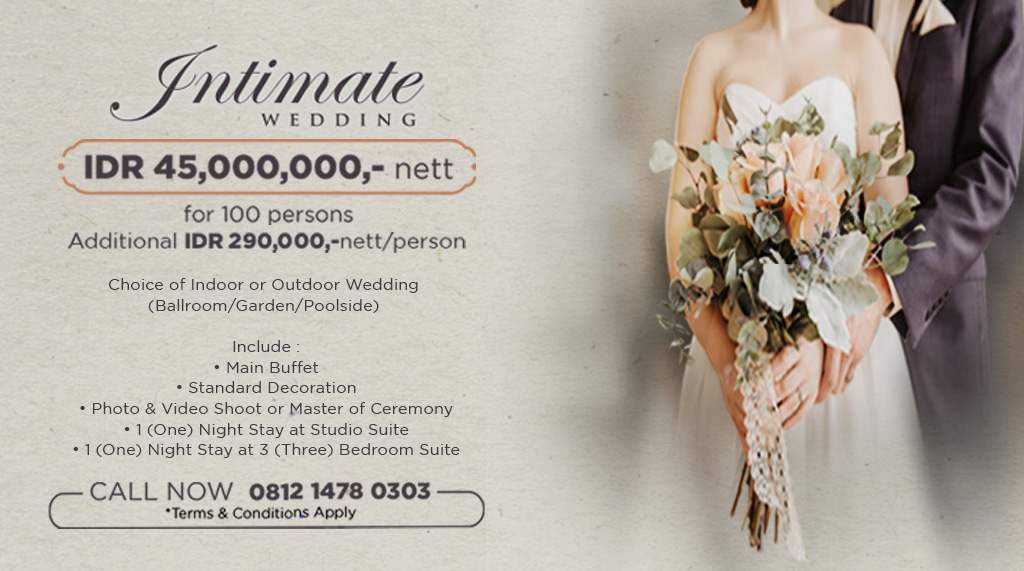 Intimate
WEDDING
IDR 45,000,000,- nett
for 100 persons
Additional IDR 290,000,-nett/person
Choice of Indoor or Outdoor Wedding
(Ballroom/Garden/Poolside)
Include :
• Main Buffet
• Standard Decoration
• Photo & Video Shoot or Master of Ceremony
• 1 (One) Night Stay at Studio Suite
• 1 (One) Night Stay at 3 (Three) Bedroom Suite
CALL NOW 0812 1478 0303
*Terms & Conditions Apply